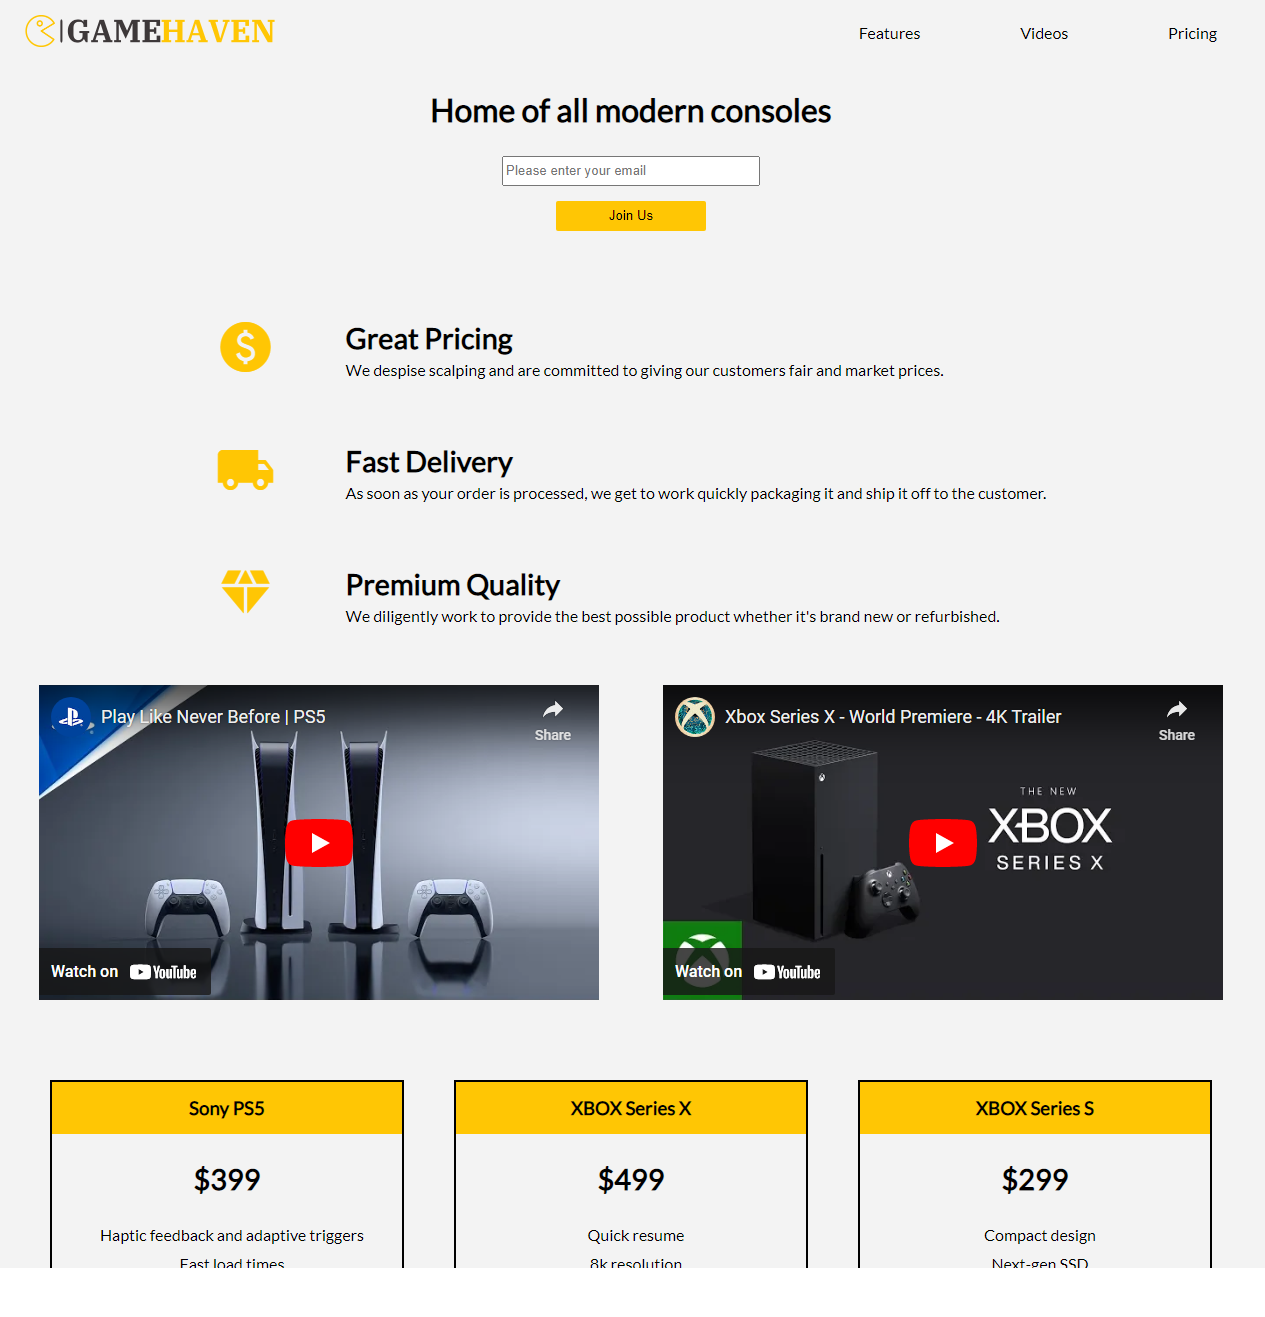 GAMEHAVEN
Features
Videos
Pricing
Home of all modern consoles
Please enter your email
Join Us
Great Pricing
We despise scalping and are committed to giving our customers fair and market prices.
Fast Delivery
As soon as your order is processed, we get to work quickly packaging it and ship it off to the customer.
Premium Quality
We diligently work to provide the best possible product whether it's brand new or refurbished.
Play Like Never Before | PS5
Share
Watch on YouTube
Xbox Series X - World Premiere - 4K Trailer
Share
THE NEW
XBOX
SERIES X
Watch on YouTube
Sony PS5
$399
Haptic feedback and adaptive triggers
Fast load times
XBOX Series X
$499
Quick resume
8k resolution
XBOX Series S
$299
Compact design
Next-gen SSD